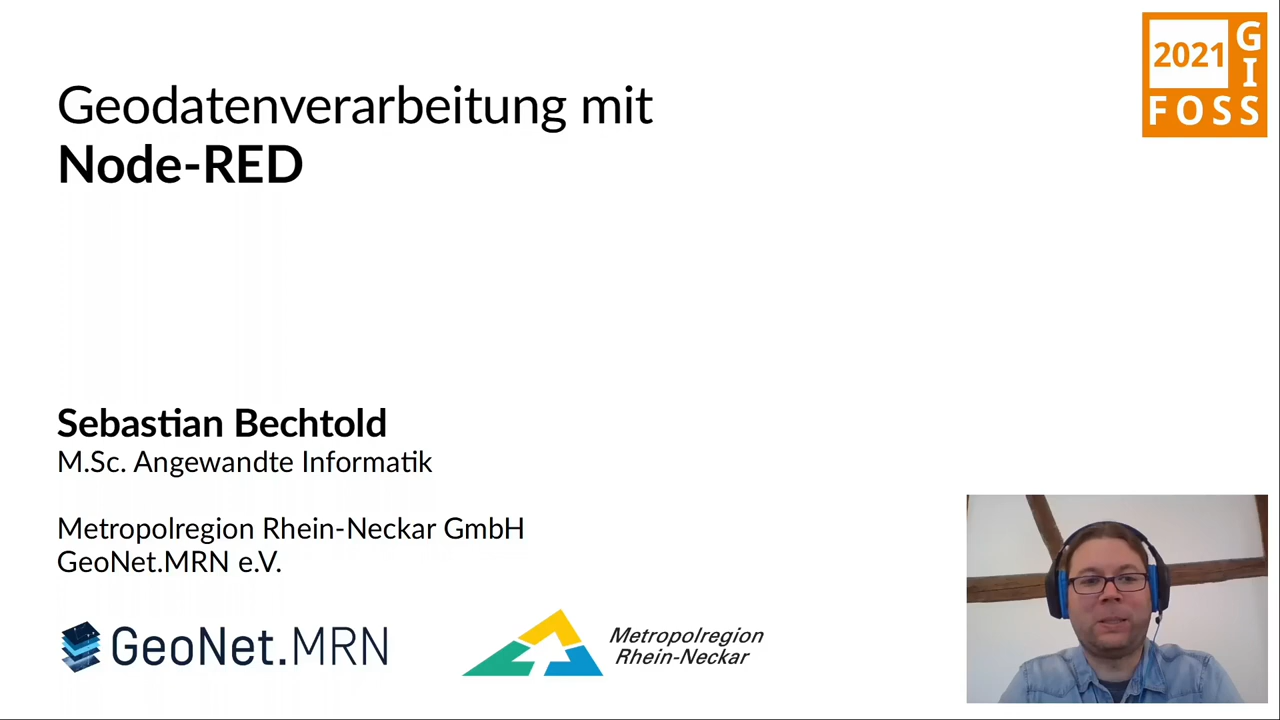 Geodatenverarbeitung mit
Node-RED
2021
GI
FOSS
Sebastian Bechtold
M.Sc. Angewandte Informatik
Metropolregion Rhein-Neckar GmbH
GeoNet.MRN e.V.
GeoNet.MRN
Metropolregion
Rhein-Neckar